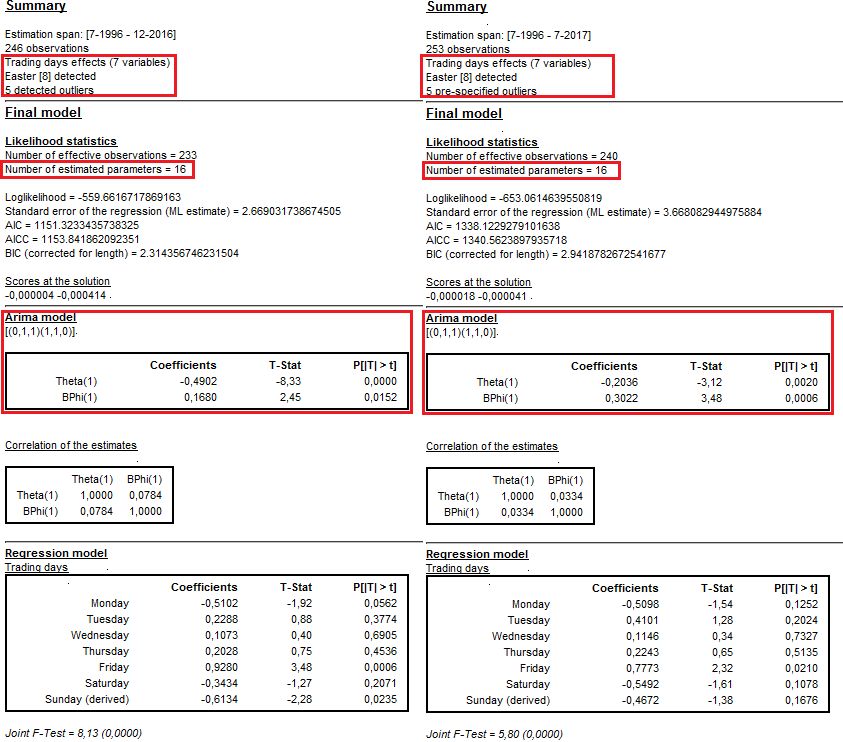 Summary
Estimation span: [7-1996 - 12-2016]
246 observations
Trading days effects (7 variables)
Easter [8] detected
5 detected outliers
Final model
Likelihood statistics
Number of effective observations = 233
Number of estimated parameters = 16
Loglikelihood = -559.6616717869163
Standard error of the regression (ML estimate) = 2.669031738674505
AIC = 1151.3233435738325
AICC = 1153.841862092351
BIC (corrected for length) = 2.314356746231504
Scores at the solution
-0,000004 -0,000414 .
Arima model
[(0,1,1)(1,1,0)].
Coefficients T-Stat P[|T| > t]
Theta(1) -0,4902 -8,33 0,0000
BPhi(1) 0,1680 2,45 0,0152
Correlation of the estimates
Theta(1) BPhi(1)
Theta(1) 1,0000 0,0784
BPhi(1) 0,0784 1,0000
Regression model
Trading days
Coefficients T-Stat P[|T| > t]
Monday -0,5102 -1,92 0,0562
Tuesday 0,2288 0,88 0,3774
Wednesday 0,1073 0,40 0,6905
Thursday 0,2028 0,75 0,4536
Friday 0,9280 3,48 0,0006
Saturday -0,3434 -1,27 0,2071
Sunday (derived) -0,6134 -2,28 0,0235
Joint F-Test = 8,13 (0,0000)
Summary
Estimation span: [7-1996 - 7-2017]
253 observations
Trading days effects (7 variables)
Easter [8] detected
5 pre-specified outliers
Final model
Likelihood statistics
Number of effective observations = 240
Number of estimated parameters = 16
Loglikelihood = -653.0614639550819
Standard error of the regression (ML estimate) = 3.668082944975884
AIC = 1338.1229279101638
AICC = 1340.5623897935718
BIC (corrected for length) = 2.9418782672541677
Scores at the solution
-0,000018 -0,000041 .
Arima model
[(0,1,1)(1,1,0)].
Coefficients T-Stat P[|T| > t]
Theta(1) -0,2036 -3,12 0,0020
BPhi(1) 0,3022 3,48 0,0006
Correlation of the estimates
Theta(1) BPhi(1)
Theta(1) 1,0000 0,0334
BPhi(1) 0,0334 1,0000
Regression model
Trading days
Coefficients T-Stat P[|T| > t]
Monday -0,5098 -1,54 0,1252
Tuesday 0,4101 1,28 0,2024
Wednesday 0,1146 0,34 0,7327
Thursday 0,2243 0,65 0,5135
Friday 0,7773 2,32 0,0210
Saturday -0,5492 -1,61 0,1078
Sunday (derived) -0,4672 -1,38 0,1676
Joint F-Test = 5,80 (0,0000)